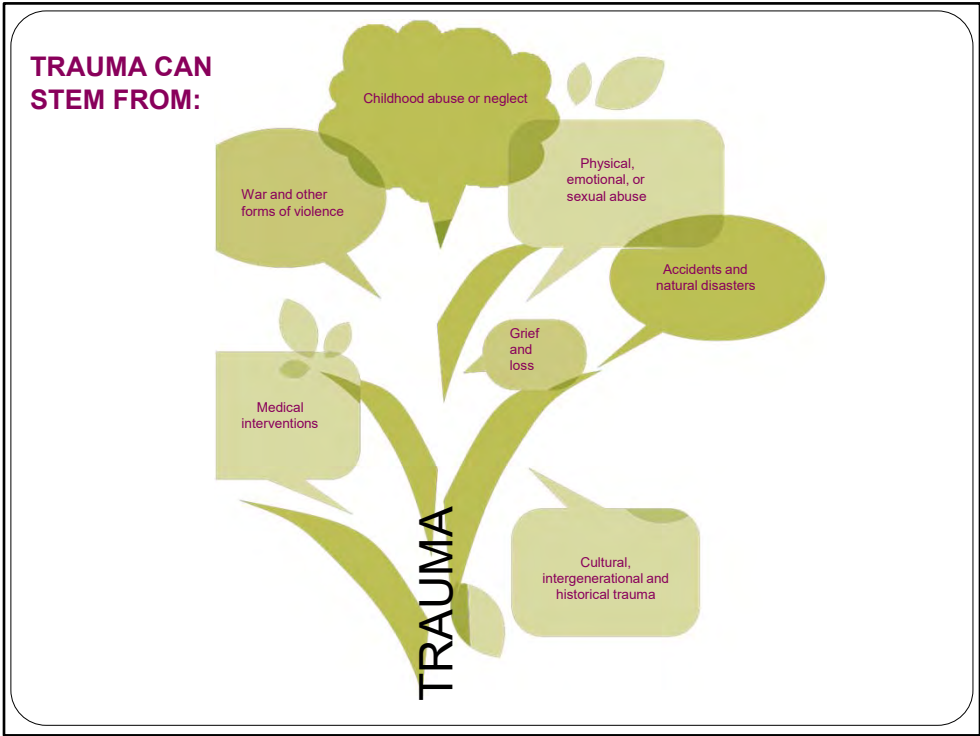 TRAUMA CAN
STEM FROM:
Childhood abuse or neglect
Physical,
emotional, or
sexual abuse
War and other
forms of violence
Accidents and
natural disasters
Grief
and
loss
Medical
interventions
Cultural,
intergenerational and
historical trauma
TRAUMA